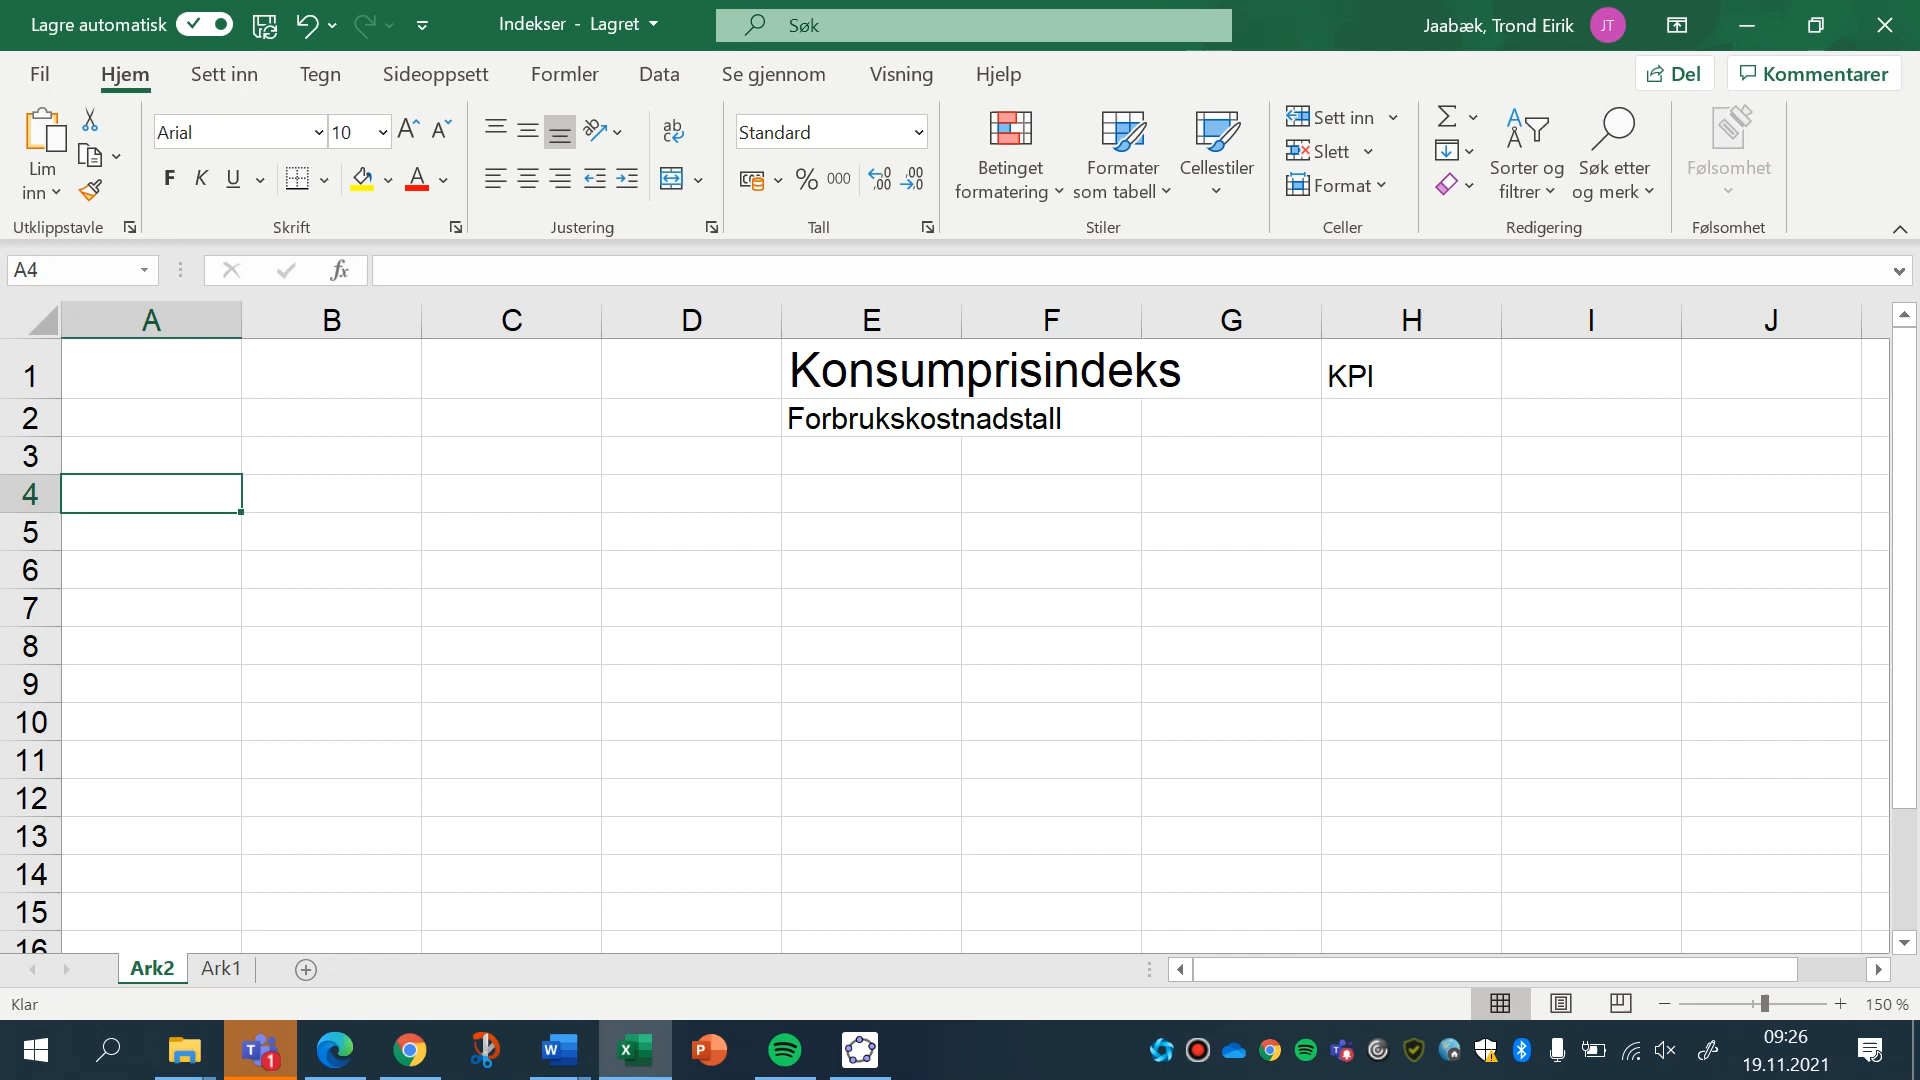 Lagre automatisk
Indekser - Lagret
Søk
Jaabæk, Trond Eirik
JT
Fil
Hjem
Sett inn
Tegn
Sideoppsett
Formler
Data
Se gjennom
Visning
Hjelp
Del
Kommentarer
Lim inn
Arial
10
F
K
U
A
A
A
ab
Standard
%
000
Betinget formatering
Formater som tabell
Cellestiler
Sett inn
Slett
Format
Sorter og filtrer
Søk etter og merk
Følsomhet
Utklippstavle
Skrift
Justering
Tall
Stiler
Celler
Redigering
Følsomhet
A4
fx
A B C D E F G H I J
1 Konsumprisindeks KPI
2 Forbrukskostnadstall
3
4
5
6
7
8
9
10
11
12
13
14
15
16
Ark2
Ark1
Klar
150 %
09:26
19.11.2021